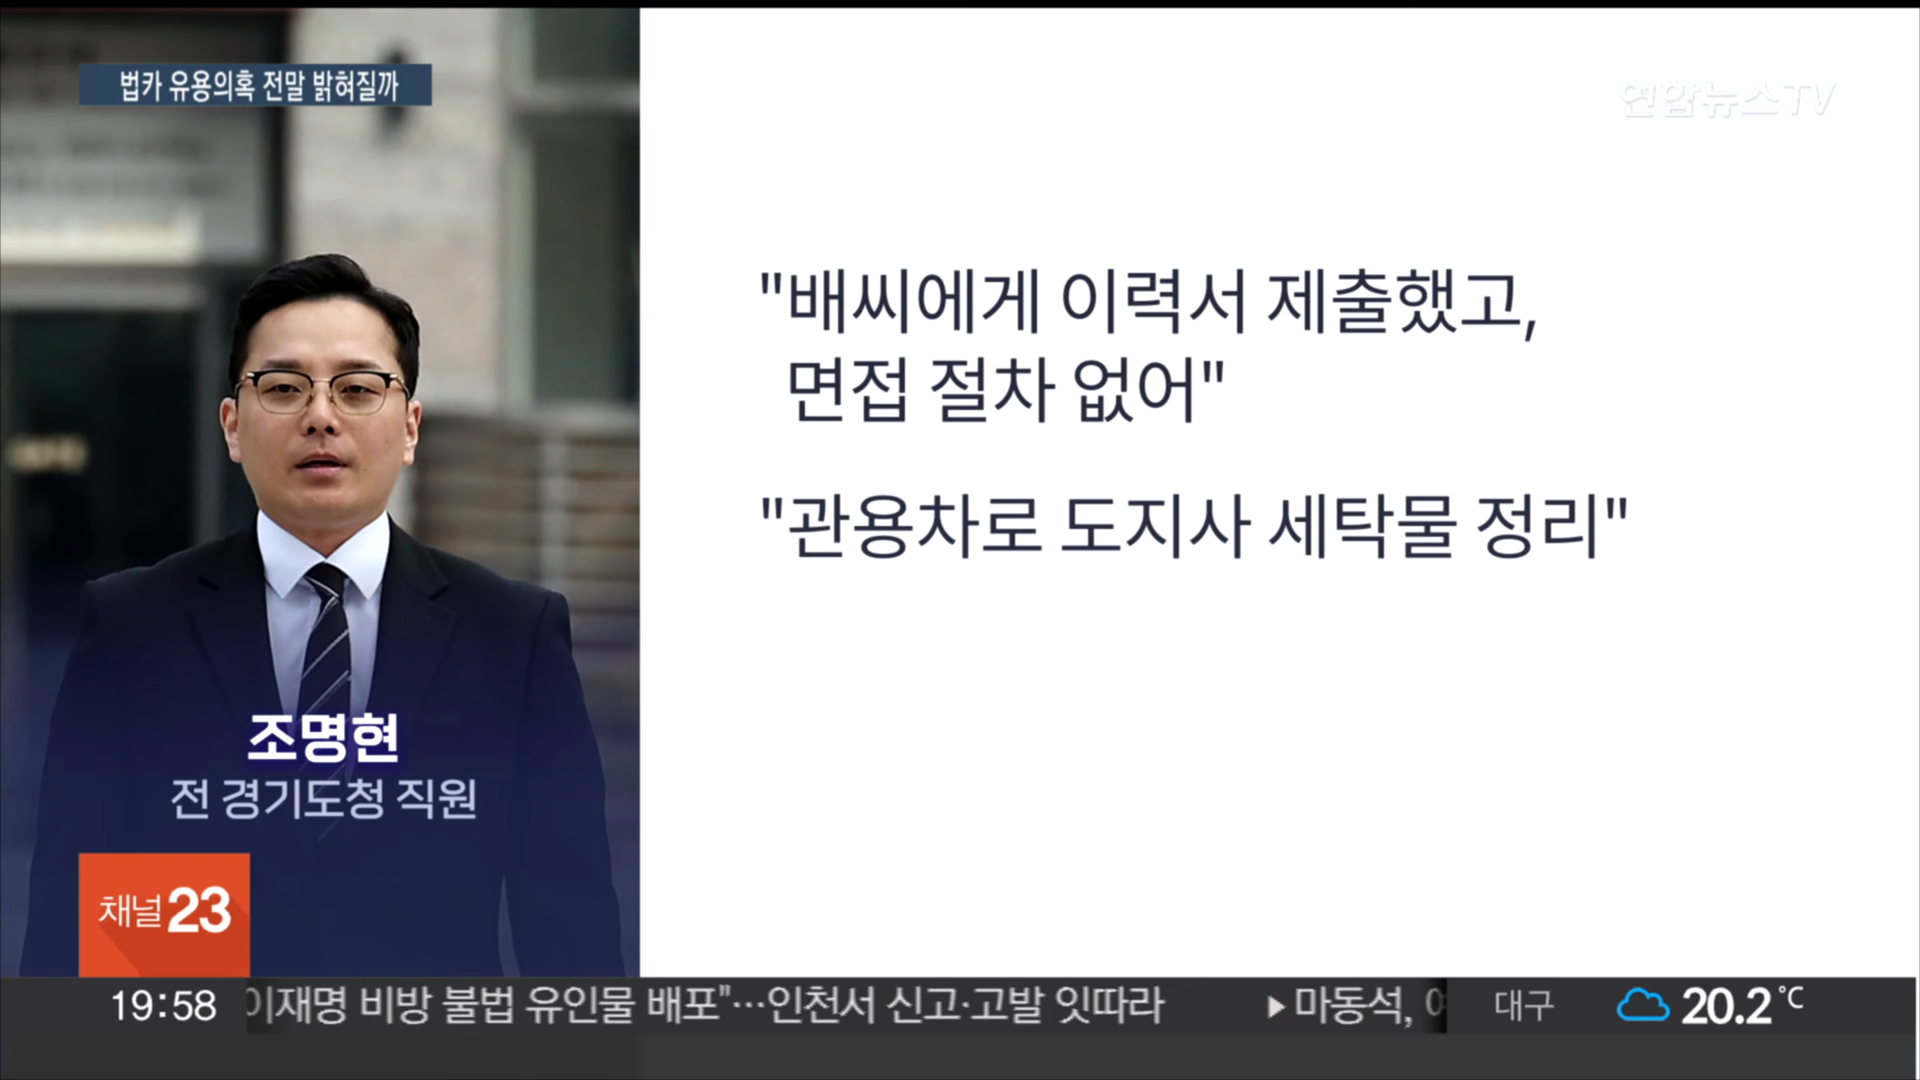 법카 유용의혹 전말 밝혀질까
연합뉴스TV
"배씨에게 이력서 제출했고,
면접 절차 없어"
"관용차로 도지사 세탁물 정리"
조명현
전 경기도청 직원
채널23
19:58 이재명 비방 불법 유인물 배포"…인천서 신고·고발 잇따라 ▶마동석, 대구 20.2℃